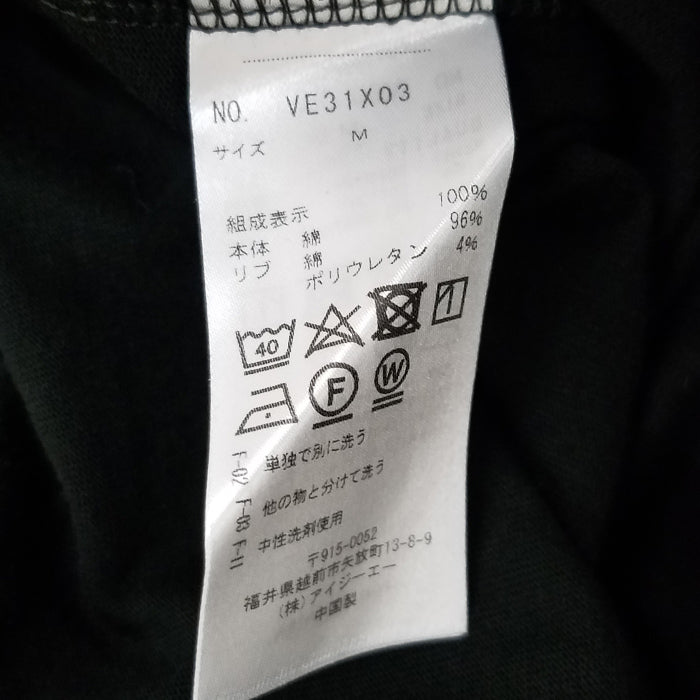 NO. VE31X03
サイズ M
組成表示
本体 綿 100%
リブ 綿 96%
ポリウレタン 4%
40
1
F W
F-02 単独で別に洗う
F-03 他の物と分けて洗う
F-11 中性洗剤使用
〒915-0052
福井県越前市矢放町13-8-9
(株)アイジーエー
中国製